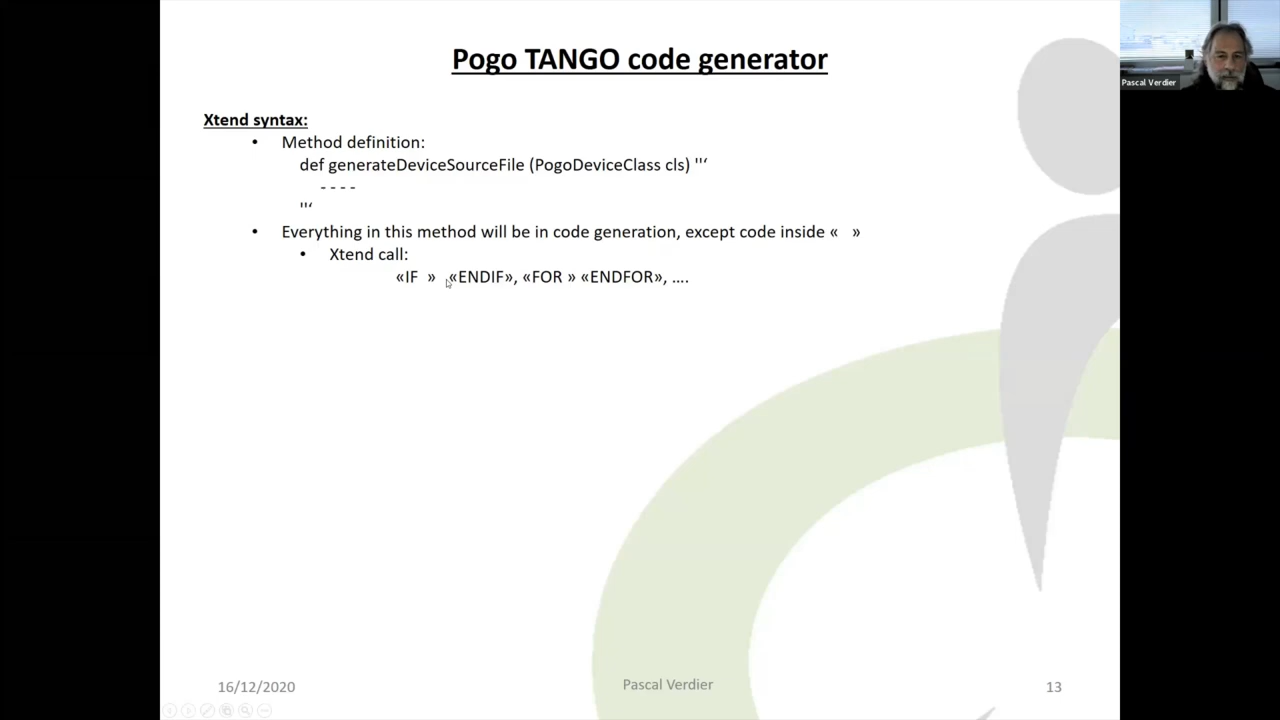 Pogo TANGO code generator
Pascal Verdier
Xtend syntax:
• Method definition:
def generateDeviceSourceFile (PogoDeviceClass cls) '''
- - - -
'''
• Everything in this method will be in code generation, except code inside « »
• Xtend call:
«IF » «ENDIF», «FOR » «ENDFOR», ….
16/12/2020
Pascal Verdier
13